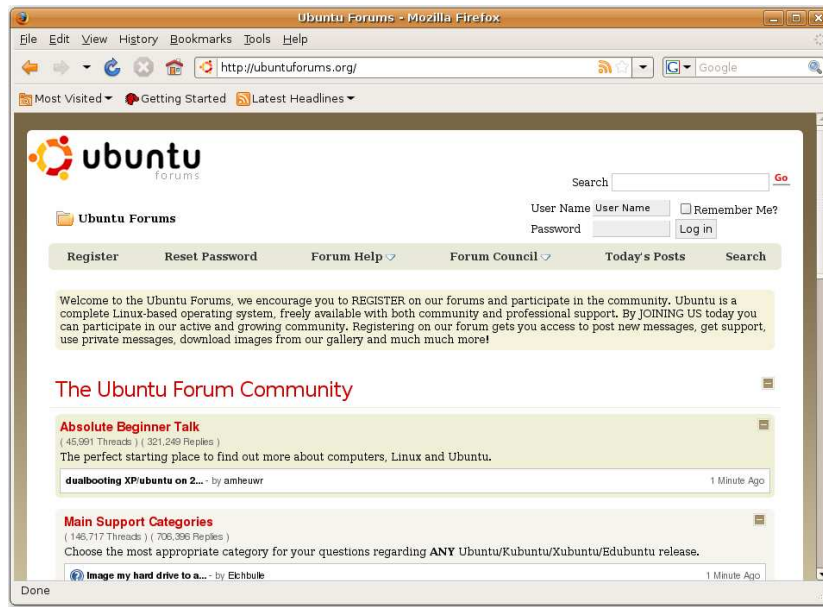 Ubuntu Forums - Mozilla Firefox
File Edit View History Bookmarks Tools Help
http://ubuntuforums.org/
G Google
Most Visited Getting Started Latest Headlines
ubuntu
forums
Search Go
Ubuntu Forums
User Name User Name Remember Me?
Password Log in
Register Reset Password Forum Help Forum Council Today's Posts Search
Welcome to the Ubuntu Forums, we encourage you to REGISTER on our forums and participate in the community. Ubuntu is a
complete Linux-based operating system, freely available with both community and professional support. By JOINING US today you
can participate in our active and growing community. Registering on our forum gets you access to post new messages, get support,
use private messages, download images from our gallery and much much more!
The Ubuntu Forum Community
Absolute Beginner Talk
( 45,991 Threads ) ( 321,249 Replies )
The perfect starting place to find out more about computers, Linux and Ubuntu.
dualbooting XP/ubuntu on 2... - by amheuwr 1 Minute Ago
Main Support Categories
( 146,717 Threads ) ( 706,396 Replies )
Choose the most appropriate category for your questions regarding ANY Ubuntu/Kubuntu/Xubuntu/Edubuntu release.
Image my hard drive to a... - by Elchbulle 1 Minute Ago
Done